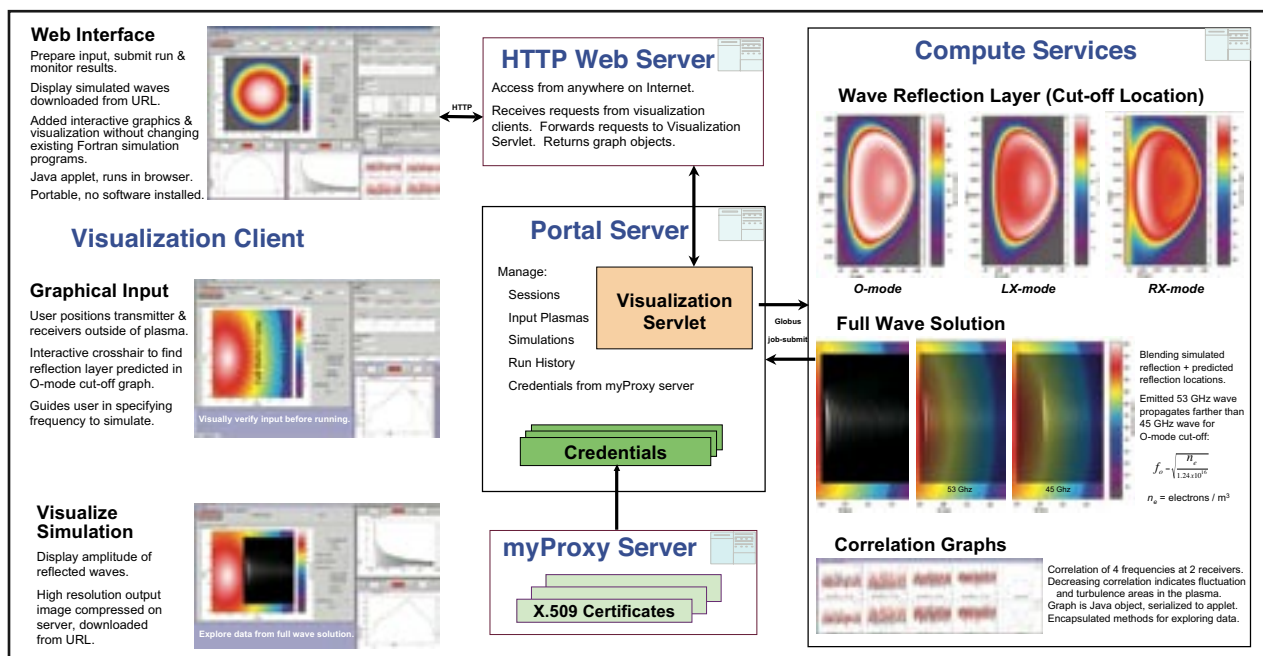 Web Interface
Prepare input, submit run &
monitor results.
Display simulated waves
downloaded from URL.
Added interactive graphics &
visualization without changing
existing Fortran simulation
programs.
Java applet, runs in browser.
Portable, no software installed.
Visualization Client
Graphical Input
User positions transmitter &
receivers outside of plasma.
Interactive crosshair to find
reflection layer predicted in
O-mode cut-off graph.
Guides user in specifying
frequency to simulate.
Visually verify input before running.
Visualize
Simulation
Display amplitude of
reflected waves.
High resolution output
image compressed on
server, downloaded
from URL.
Explore data from full wave solution.
HTTP
HTTP Web Server
Access from anywhere on Internet.
Receives requests from visualization
clients. Forwards requests to Visualization
Servlet. Returns graph objects.
Portal Server
Manage:
Sessions
Input Plasmas
Simulations
Run History
Credentials from myProxy server
Visualization
Servlet
Credentials
myProxy Server
X.509 Certificates
Globus
job-submit
Compute Services
Wave Reflection Layer (Cut-off Location)
O-mode
LX-mode
RX-mode
Full Wave Solution
53 Ghz
45 Ghz
Blending simulated
reflection + predicted
reflection locations.
Emitted 53 GHz wave
propagates farther than
45 GHz wave for
O-mode cut-off:
fₒ = √(nₑ / 1.24x10¹⁶)
nₑ = electrons / m³
Correlation Graphs
Correlation of 4 frequencies at 2 receivers.
Decreasing correlation indicates fluctuation
and turbulence areas in the plasma.
Graph is Java object, serialized to applet.
Encapsulated methods for exploring data.